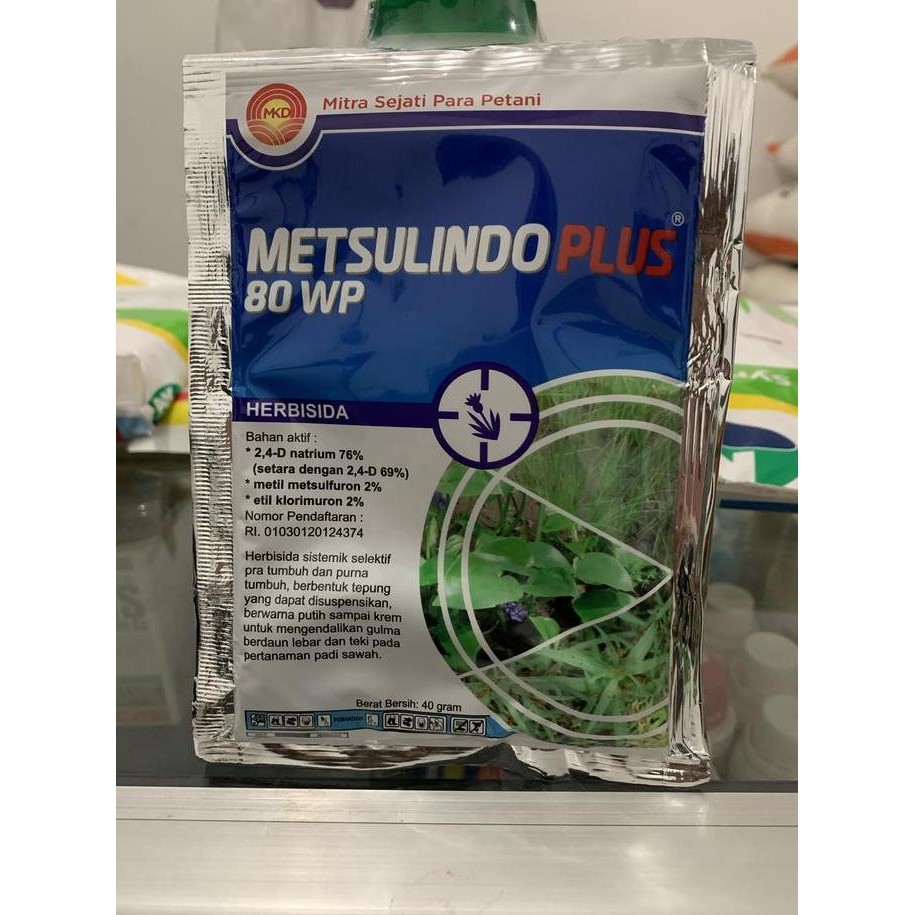 MKD
Mitra Sejati Para Petani
METSULINDO PLUS®
80 WP
HERBISIDA
Bahan aktif :
* 2,4-D natrium 76%
(setara dengan 2,4-D 69%)
* metil metsulfuron 2%
* etil klorimuron 2%
Nomor Pendaftaran :
RI. 01030120124374
Herbisida sistemik selektif
pra tumbuh dan purna
tumbuh, berbentuk tepung
yang dapat disuspensikan,
berwarna putih sampai krem
untuk mengendalikan gulma
berdaun lebar dan teki pada
pertanaman padi sawah.
Berat Bersih: 40 gram